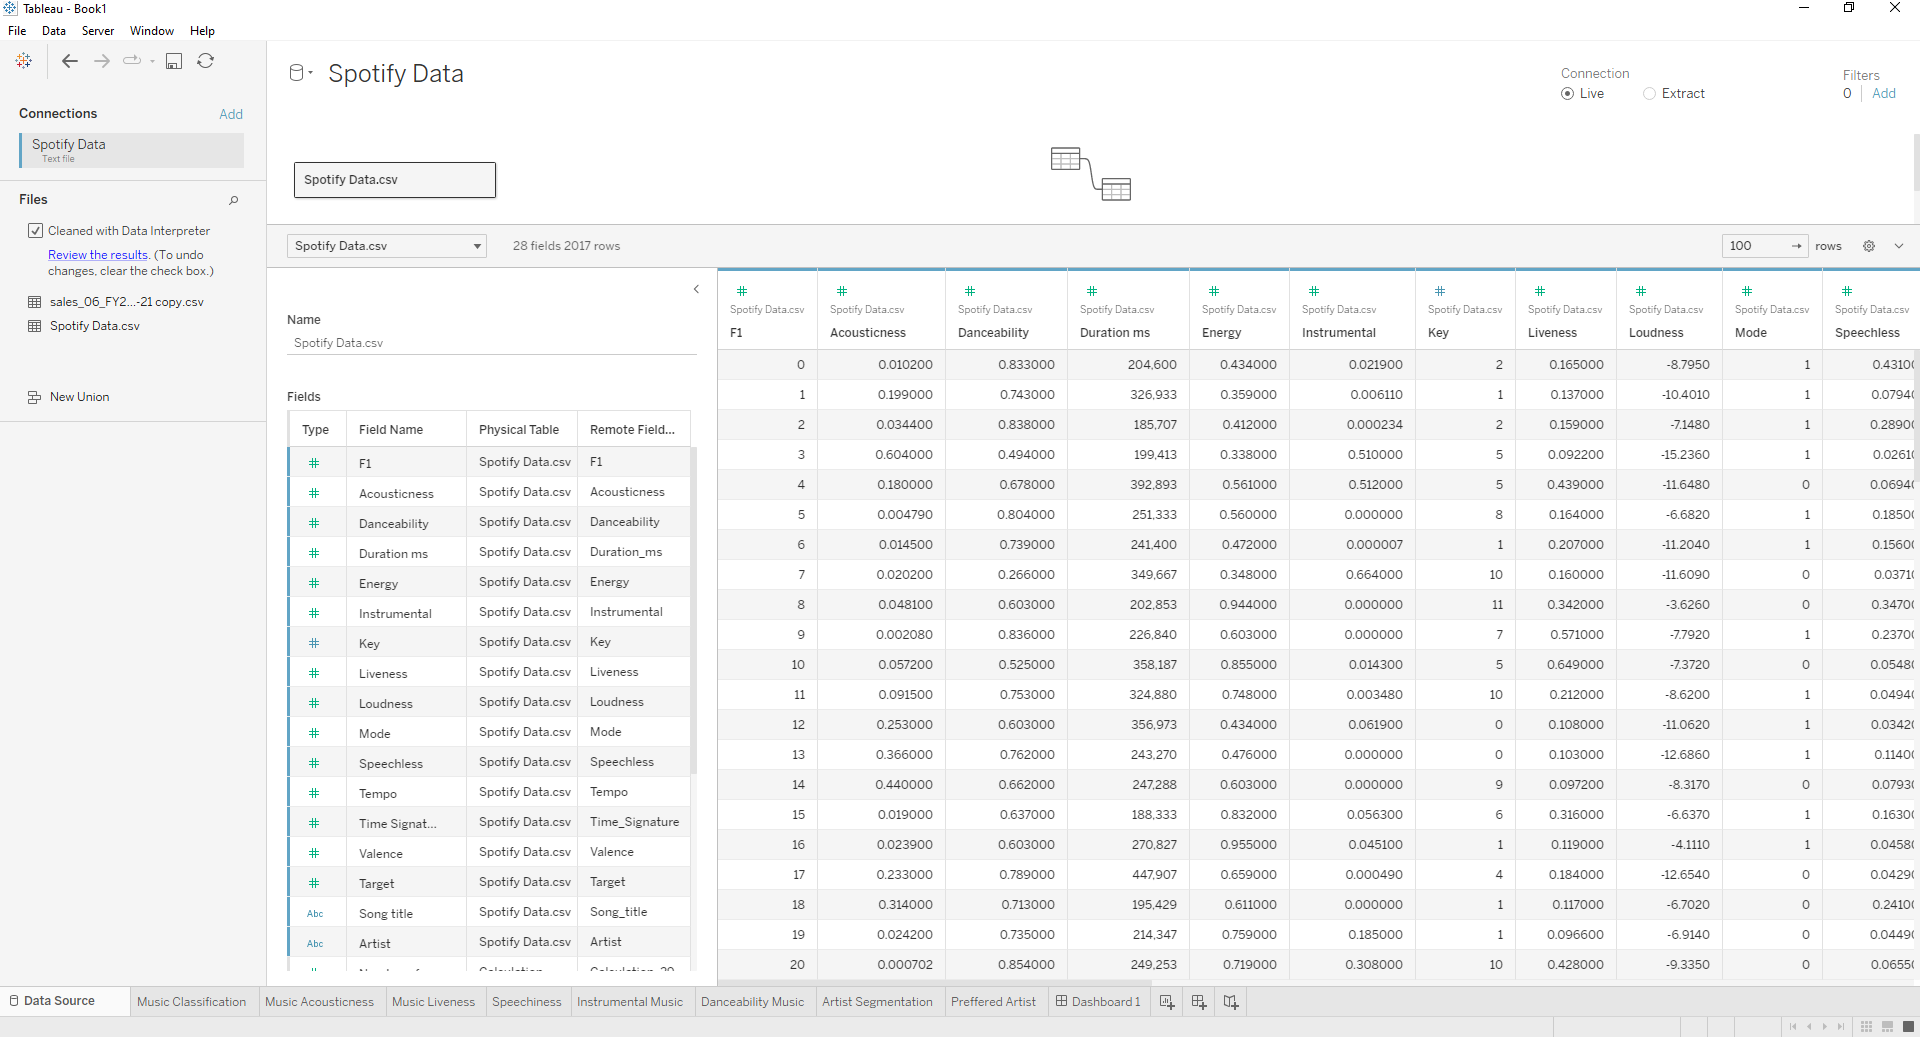 Tableau - Book1
File Data Server Window Help
Connections Add
Spotify Data
Text file
Files
Cleaned with Data Interpreter
Review the results. (To undo
changes, clear the check box.)
sales_06_FY2...-21 copy.csv
Spotify Data.csv
New Union
Spotify Data
Connection
Live Extract
Filters
0 Add
Spotify Data.csv
Spotify Data.csv 28 fields 2017 rows 100 → rows
Name
Spotify Data.csv
Fields
Type Field Name Physical Table Remote Field...
# F1 Spotify Data.csv F1
# Acousticness Spotify Data.csv Acousticness
# Danceability Spotify Data.csv Danceability
# Duration ms Spotify Data.csv Duration_ms
# Energy Spotify Data.csv Energy
# Instrumental Spotify Data.csv Instrumental
# Key Spotify Data.csv Key
# Liveness Spotify Data.csv Liveness
# Loudness Spotify Data.csv Loudness
# Mode Spotify Data.csv Mode
# Speechless Spotify Data.csv Speechless
# Tempo Spotify Data.csv Tempo
# Time Signat... Spotify Data.csv Time_Signature
# Valence Spotify Data.csv Valence
# Target Spotify Data.csv Target
Abc Song title Spotify Data.csv Song_title
Abc Artist Spotify Data.csv Artist
# # # # # # # # # # #
Spotify Data.csv Spotify Data.csv Spotify Data.csv Spotify Data.csv Spotify Data.csv Spotify Data.csv Spotify Data.csv Spotify Data.csv Spotify Data.csv Spotify Data.csv Spotify Data.csv
F1 Acousticness Danceability Duration ms Energy Instrumental Key Liveness Loudness Mode Speechless
0 0.010200 0.833000 204,600 0.434000 0.021900 2 0.165000 -8.7950 1 0.4310
1 0.199000 0.743000 326,933 0.359000 0.006110 1 0.137000 -10.4010 1 0.0794
2 0.034400 0.838000 185,707 0.412000 0.000234 2 0.159000 -7.1480 1 0.2890
3 0.604000 0.494000 199,413 0.338000 0.510000 5 0.092200 -15.2360 1 0.0261
4 0.180000 0.678000 392,893 0.561000 0.512000 5 0.439000 -11.6480 0 0.0694
5 0.004790 0.804000 251,333 0.560000 0.000000 8 0.164000 -6.6820 1 0.1850
6 0.014500 0.739000 241,400 0.472000 0.000007 1 0.207000 -11.2040 1 0.1560
7 0.020200 0.266000 349,667 0.348000 0.664000 10 0.160000 -11.6090 0 0.0371
8 0.048100 0.603000 202,853 0.944000 0.000000 11 0.342000 -3.6260 0 0.3470
9 0.002080 0.836000 226,840 0.603000 0.000000 7 0.571000 -7.7920 1 0.2370
10 0.057200 0.525000 358,187 0.855000 0.014300 5 0.649000 -7.3720 0 0.0548
11 0.091500 0.753000 324,880 0.748000 0.003480 10 0.212000 -8.6200 1 0.0494
12 0.253000 0.603000 356,973 0.434000 0.061900 0 0.108000 -11.0620 1 0.0342
13 0.366000 0.762000 243,270 0.476000 0.000000 0 0.103000 -12.6860 1 0.1140
14 0.440000 0.662000 247,288 0.603000 0.000000 9 0.097200 -8.3170 0 0.0793
15 0.019000 0.637000 188,333 0.832000 0.056300 6 0.316000 -6.6370 1 0.1630
16 0.023900 0.603000 270,827 0.955000 0.045100 1 0.119000 -4.1110 1 0.0458
17 0.233000 0.789000 447,907 0.659000 0.000490 4 0.184000 -12.6540 0 0.0429
18 0.314000 0.713000 195,429 0.611000 0.000000 1 0.117000 -6.7020 0 0.2410
19 0.024200 0.735000 214,347 0.759000 0.185000 1 0.096600 -6.9140 0 0.0449
20 0.000702 0.854000 249,253 0.719000 0.308000 10 0.428000 -9.3350 0 0.0655
Data Source Music Classification Music Acousticness Music Liveness Speechiness Instrumental Music Danceability Music Artist Segmentation Preffered Artist Dashboard 1